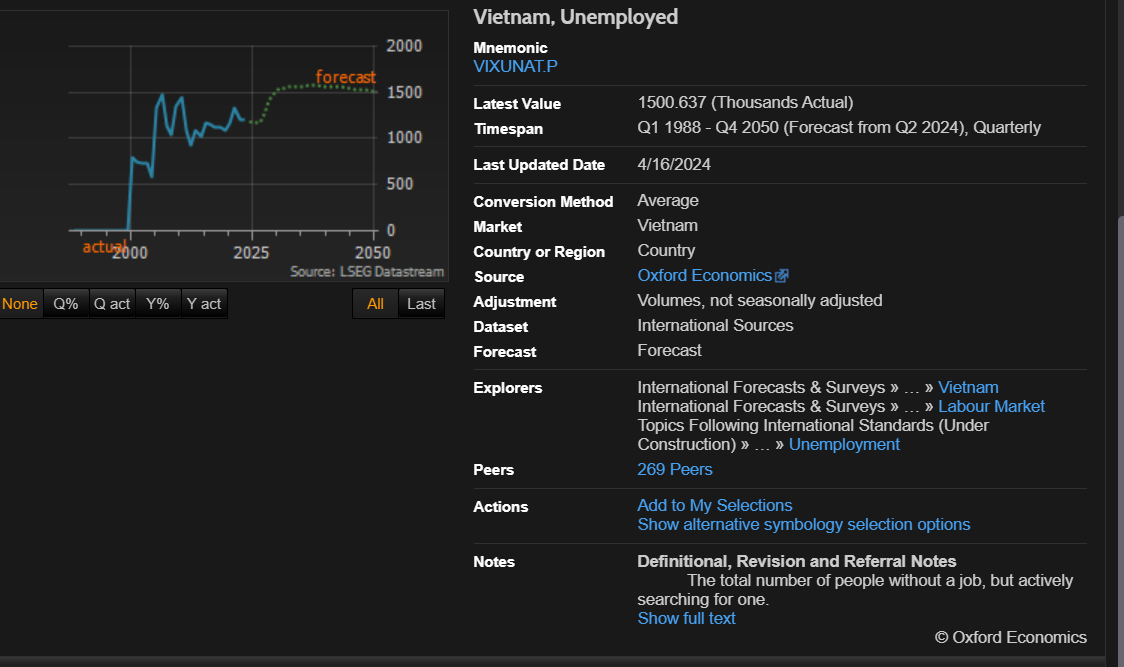 2000
1500
1000
500
0
forecast
actual
2000
2025
2050
Source: LSEG Datastream
None Q% Q act Y% Y act All Last
Vietnam, Unemployed
Mnemonic
VIXUNAT.P
Latest Value 1500.637 (Thousands Actual)
Timespan Q1 1988 - Q4 2050 (Forecast from Q2 2024), Quarterly
Last Updated Date 4/16/2024
Conversion Method Average
Market Vietnam
Country or Region Country
Source Oxford Economics
Adjustment Volumes, not seasonally adjusted
Dataset International Sources
Forecast Forecast
Explorers International Forecasts & Surveys » … » Vietnam
International Forecasts & Surveys » … » Labour Market
Topics Following International Standards (Under
Construction) » … » Unemployment
Peers 269 Peers
Actions Add to My Selections
Show alternative symbology selection options
Notes Definitional, Revision and Referral Notes
The total number of people without a job, but actively
searching for one.
Show full text
© Oxford Economics